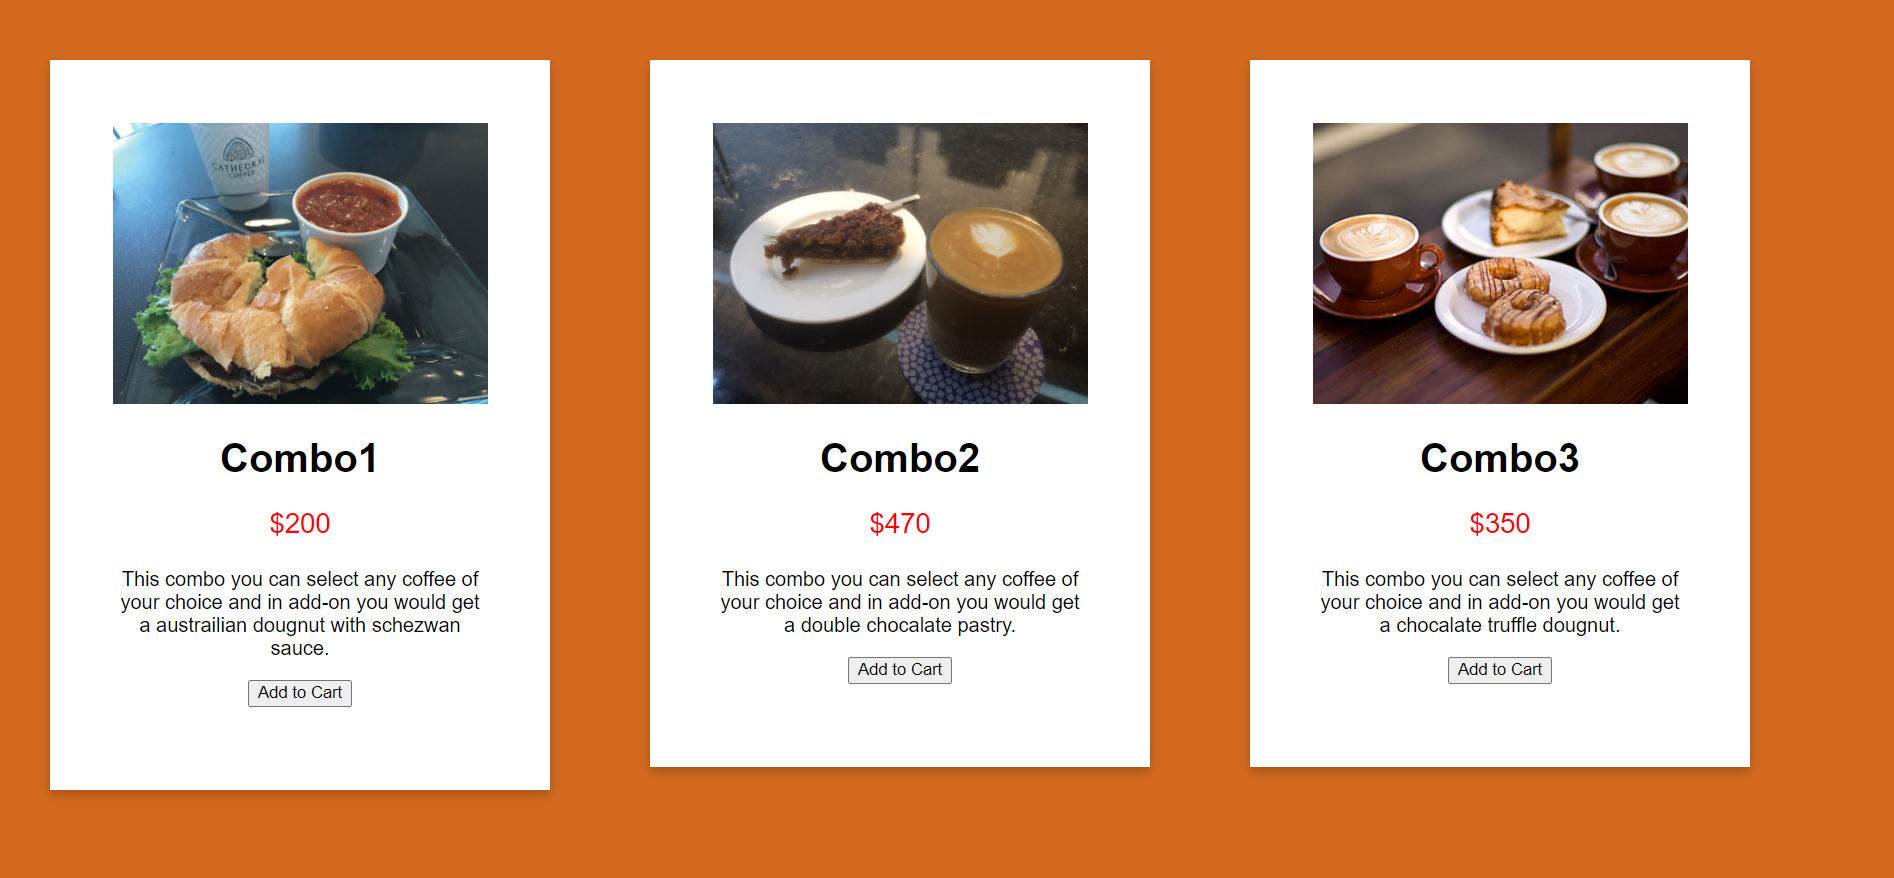 CATHEDRAL
COFFEE
Combo1
$200
This combo you can select any coffee of
your choice and in add-on you would get
a austrailian dougnut with schezwan
sauce.
Add to Cart
Combo2
$470
This combo you can select any coffee of
your choice and in add-on you would get
a double chocalate pastry.
Add to Cart
Combo3
$350
This combo you can select any coffee of
your choice and in add-on you would get
a chocalate truffle dougnut.
Add to Cart